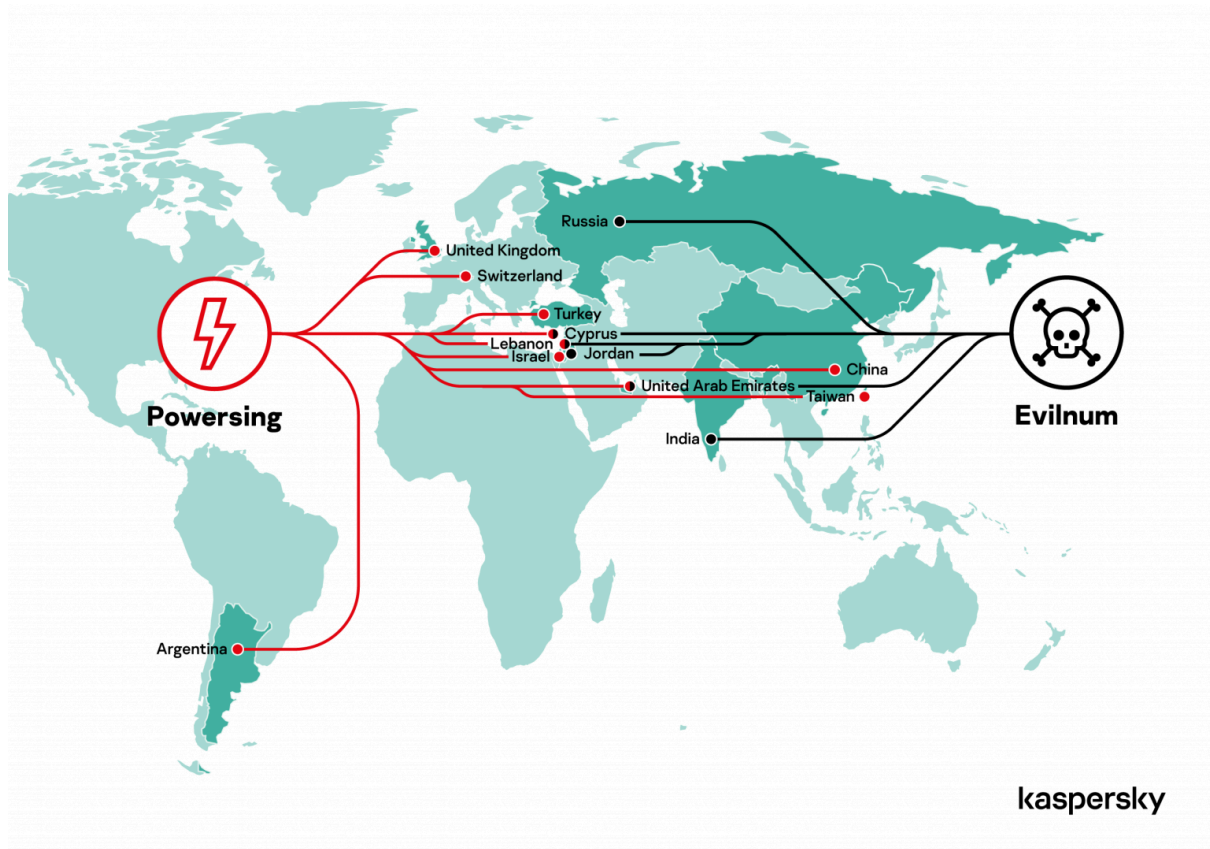 Russia
United Kingdom
Switzerland
Turkey
Cyprus
Lebanon
Jordan
Israel
China
United Arab Emirates
Taiwan
Powersing
Evilnum
India
Argentina
kaspersky